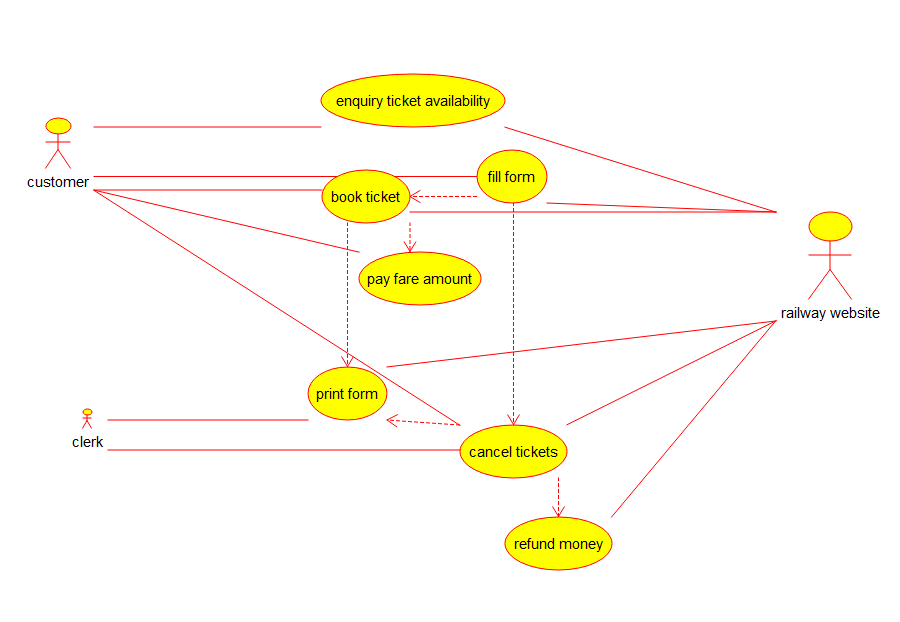 enquiry ticket availability
customer
fill form
book ticket
pay fare amount
railway website
print form
clerk
cancel tickets
refund money